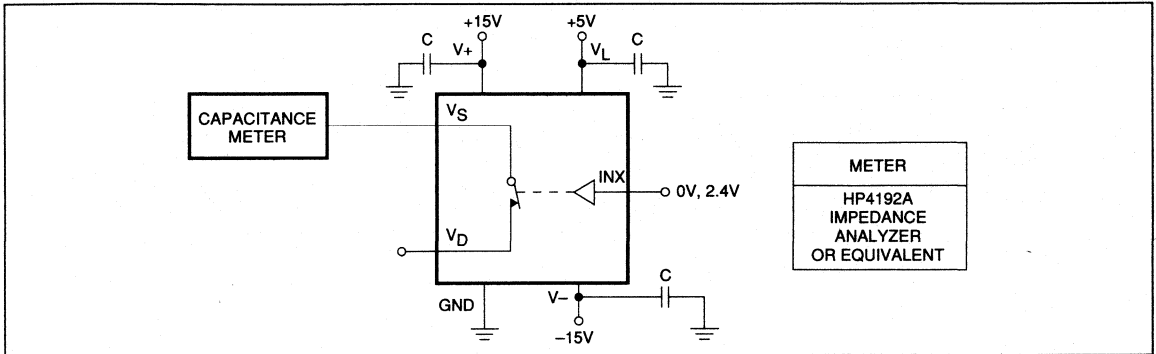 +15V
+5V
C
V+
VL
C
CAPACITANCE
METER
VS
INX
0V, 2.4V
VD
METER
HP4192A
IMPEDANCE
ANALYZER
OR EQUIVALENT
GND
V–
C
–15V